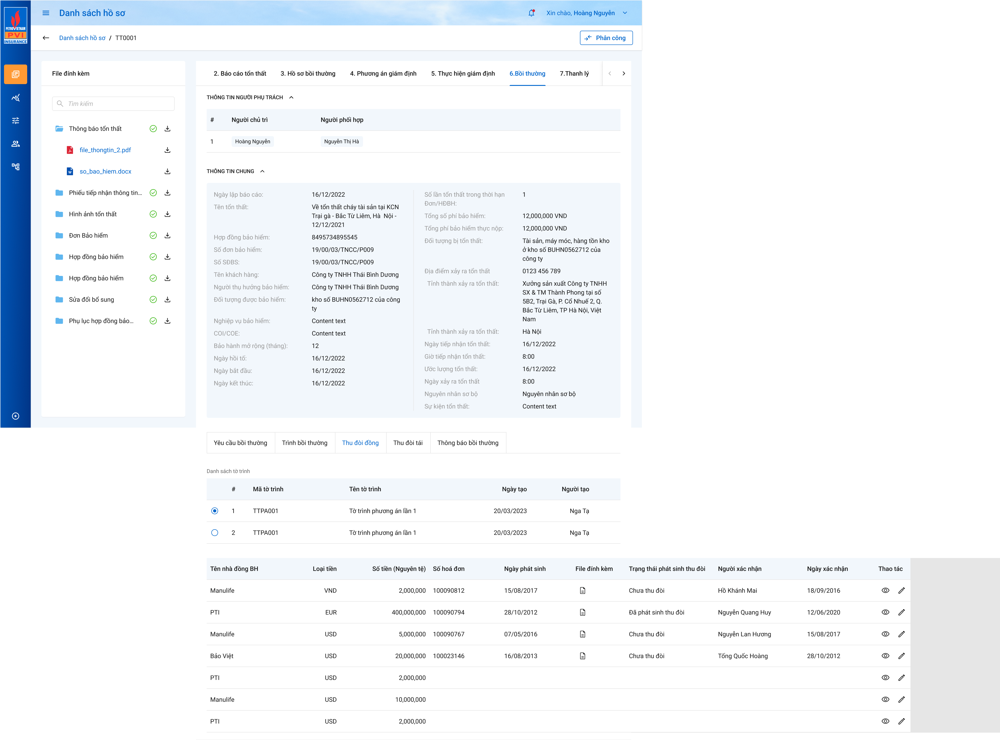 PETROVIETNAM
PVI
INSURANCE
Danh sách hồ sơ
Xin chào, Hoàng Nguyễn
Danh sách hồ sơ / TT0001
Phân công
File đính kèm
Tìm kiếm
Thông báo tổn thất
file_thongtin_2.pdf
so_bao_hiem.docx
Phiếu tiếp nhận thông tin...
Hình ảnh tổn thất
Đơn Bảo hiểm
Hợp đồng bảo hiểm
Hợp đồng bảo hiểm
Sửa đổi bổ sung
Phụ lục hợp đồng bảo...
2. Báo cáo tổn thất 3. Hồ sơ bồi thường 4. Phương án giám định 5. Thực hiện giám định 6.Bồi thường 7.Thanh lý
THÔNG TIN NGƯỜI PHỤ TRÁCH
# Người chủ trì Người phối hợp
1 Hoàng Nguyễn Nguyễn Thị Hà
THÔNG TIN CHUNG
Ngày lập báo cáo: 16/12/2022
Tên tổn thất: Về tổn thất cháy tài sản tại KCN
Trại gà - Bắc Từ Liêm, Hà Nội -
12/12/2021
Hợp đồng bảo hiểm: 8495734895545
Số đơn bảo hiểm: 19/00/03/TNCC/P009
Số SĐBS: 19/00/03/TNCC/P009
Tên khách hàng: Công ty TNHH Thái Bình Dương
Người thụ hưởng bảo hiểm: Công ty TNHH Thái Bình Dương
Đối tượng được bảo hiểm: kho số BUHN0562712 của công
ty
Nghiệp vụ bảo hiểm: Content text
COI/COE: Content text
Bảo hành mở rộng (tháng): 12
Ngày hồi tố: 16/12/2022
Ngày bắt đầu: 16/12/2022
Ngày kết thúc: 16/12/2022
Số lần tổn thất trong thời hạn 1
Đơn/HĐBH:
Tổng số phí bảo hiểm: 12,000,000 VND
Tổng phí bảo hiểm thực nộp: 12,000,000 VND
Đối tượng bị tổn thất: Tài sản, máy móc, hàng tồn kho
ở kho số BUHN0562712 của
công ty
Địa điểm xảy ra tổn thất 0123 456 789
Tỉnh thành xảy ra tổn thất: Xưởng sản xuất Công ty TNHH
SX & TM Thành Phong tại số
5B2, Trại Gà, P. Cổ Nhuế 2, Q.
Bắc Từ Liêm, TP Hà Nội, Việt
Nam
Tỉnh thành xảy ra tổn thất: Hà Nội
Ngày tiếp nhận tổn thất: 16/12/2022
Giờ tiếp nhận tổn thất: 8:00
Ước lượng tổn thất: 16/12/2022
Ngày xảy ra tổn thất 8:00
Nguyên nhân sơ bộ Nguyên nhân sơ bộ
Sự kiện tổn thất: Content text
Yêu cầu bồi thường Trình bồi thường Thu đòi đồng Thu đòi tái Thông báo bồi thường
Danh sách tờ trình
# Mã tờ trình Tên tờ trình Ngày tạo Người tạo
1 TTPA001 Tờ trình phương án lần 1 20/03/2023 Nga Tạ
2 TTPA001 Tờ trình phương án lần 1 20/03/2023 Nga Tạ
Tên nhà đồng BH Loại tiền Số tiền (Nguyên tệ) Số hoá đơn Ngày phát sinh File đính kèm Trạng thái phát sinh thu đòi Người xác nhận Ngày xác nhận Thao tác
Manulife VND 2,000,000 100090812 15/08/2017 Chưa thu đòi Hồ Khánh Mai 18/09/2016
PTI EUR 400,000,000 100090794 28/10/2012 Đã phát sinh thu đòi Nguyễn Quang Huy 12/06/2020
Manulife USD 5,000,000 100090767 07/05/2016 Chưa thu đòi Nguyễn Lan Hương 15/08/2017
Bảo Việt USD 20,000,000 100023146 16/08/2013 Chưa thu đòi Tống Quốc Hoàng 28/10/2012
PTI USD 2,000,000
Manulife USD 10,000,000
PTI USD 2,000,000